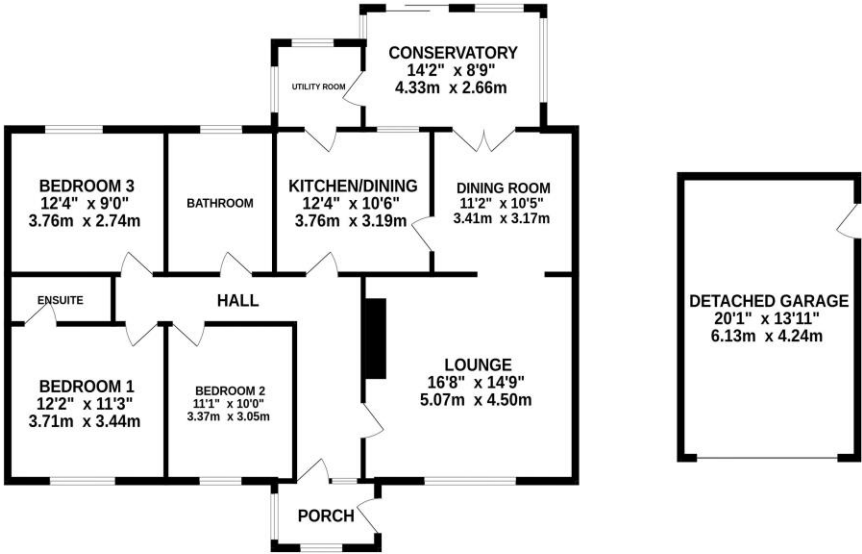 CONSERVATORY
14'2" x 8'9"
4.33m x 2.66m
UTILITY ROOM
BEDROOM 3
12'4" x 9'0"
3.76m x 2.74m
BATHROOM
KITCHEN/DINING
12'4" x 10'6"
3.76m x 3.19m
DINING ROOM
11'2" x 10'5"
3.41m x 3.17m
ENSUITE
HALL
DETACHED GARAGE
20'1" x 13'11"
6.13m x 4.24m
LOUNGE
16'8" x 14'9"
5.07m x 4.50m
BEDROOM 1
12'2" x 11'3"
3.71m x 3.44m
BEDROOM 2
11'1" x 10'0"
3.37m x 3.05m
PORCH